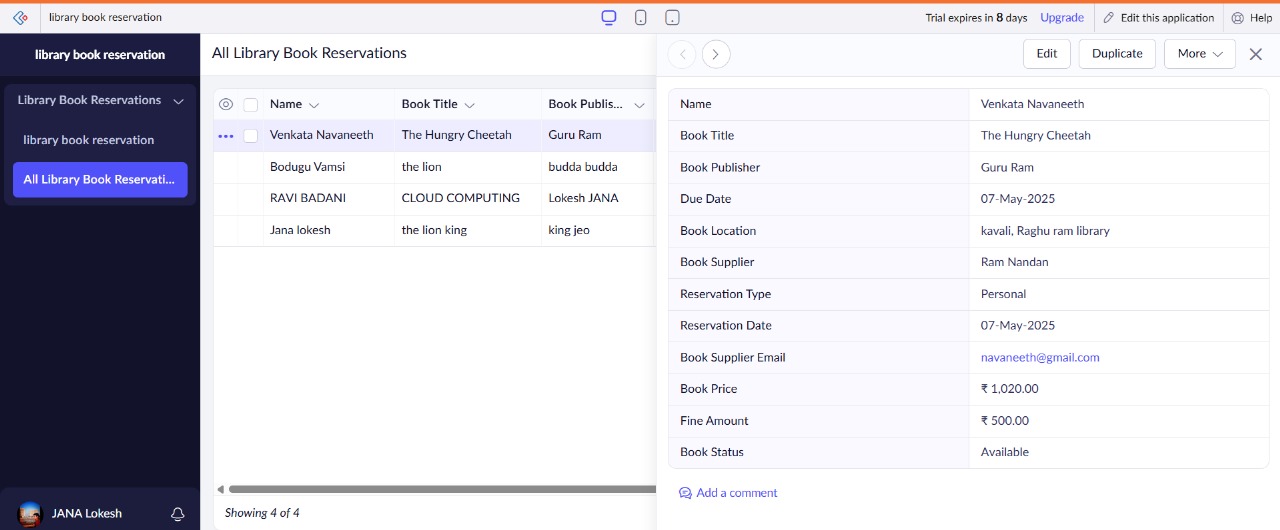 library book reservation
Trial expires in 8 days Upgrade Edit this application Help
library book reservation
Library Book Reservations
library book reservation
All Library Book Reservati...
JANA Lokesh
All Library Book Reservations
Name Book Title Book Publis...
Venkata Navaneeth The Hungry Cheetah Guru Ram
Bodugu Vamsi the lion budda budda
RAVI BADANI CLOUD COMPUTING Lokesh JANA
Jana lokesh the lion king king jeo
Showing 4 of 4
Edit Duplicate More
Name Venkata Navaneeth
Book Title The Hungry Cheetah
Book Publisher Guru Ram
Due Date 07-May-2025
Book Location kavali, Raghu ram library
Book Supplier Ram Nandan
Reservation Type Personal
Reservation Date 07-May-2025
Book Supplier Email navaneeth@gmail.com
Book Price ₹ 1,020.00
Fine Amount ₹ 500.00
Book Status Available
Add a comment